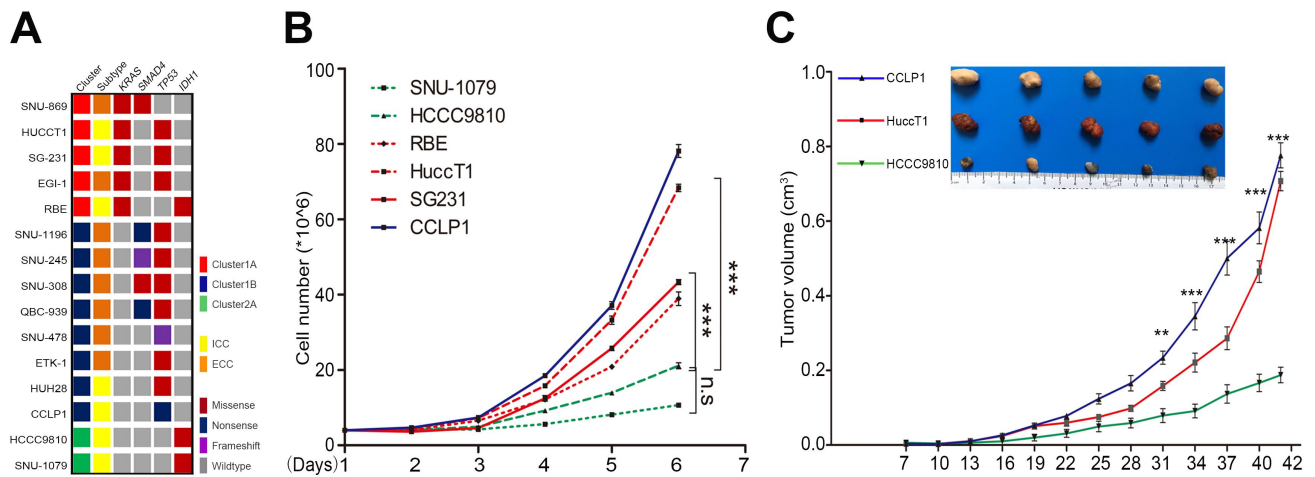 A
Cluster
Subtype
KRAS
SMAD4
TP53
IDH1
SNU-869
HUCCT1
SG-231
EGI-1
RBE
SNU-1196
SNU-245
SNU-308
QBC-939
SNU-478
ETK-1
HUH28
CCLP1
HCCC9810
SNU-1079
Cluster1A
Cluster1B
Cluster2A
ICC
ECC
Missense
Nonsense
Frameshift
Wildtype
B
Cell number (*10^6)
100
80
60
40
20
0
(Days) 1 2 3 4 5 6 7
SNU-1079
HCCC9810
RBE
HuccT1
SG231
CCLP1
***
***
n.s
C
Tumor volume (cm3)
1.0
0.8
0.6
0.4
0.2
0.0
7 10 13 16 19 22 25 28 31 34 37 40 42
CCLP1
HuccT1
HCCC9810
** *** *** *** ***